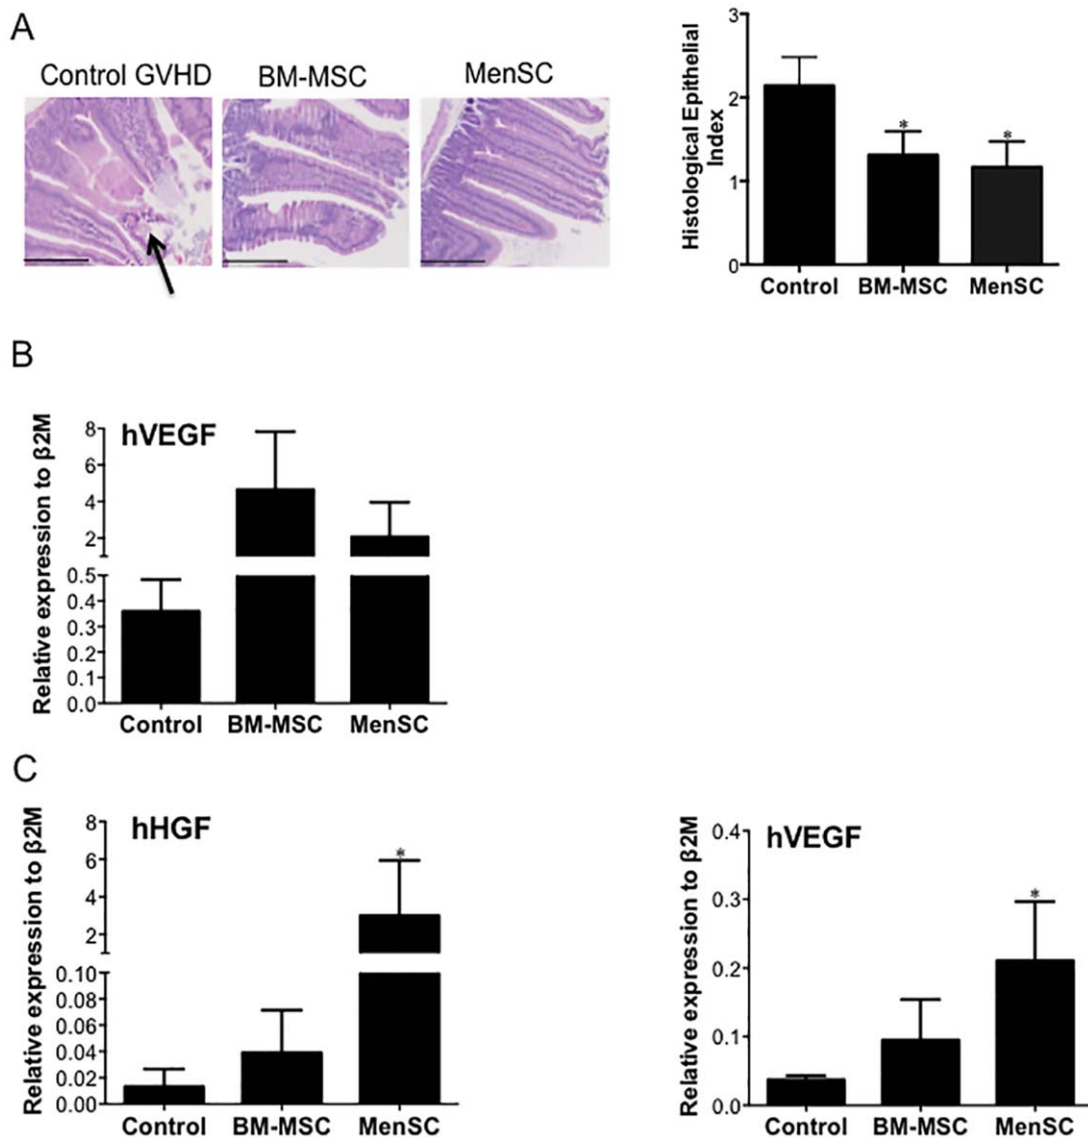 A
Control GVHD
BM-MSC
MenSC
Histological Epithelial
Index
3
2
1
0
*
*
Control
BM-MSC
MenSC
B
Relative expression to β2M
hVEGF
8
6
4
2
0.5
0.4
0.3
0.2
0.1
0.0
Control
BM-MSC
MenSC
C
Relative expression to β2M
hHGF
8
6
4
2
0.10
0.08
0.06
0.04
0.02
0.00
*
Control
BM-MSC
MenSC
Relative expression to β2M
hVEGF
0.4
0.3
0.2
0.1
0.0
*
Control
BM-MSC
MenSC